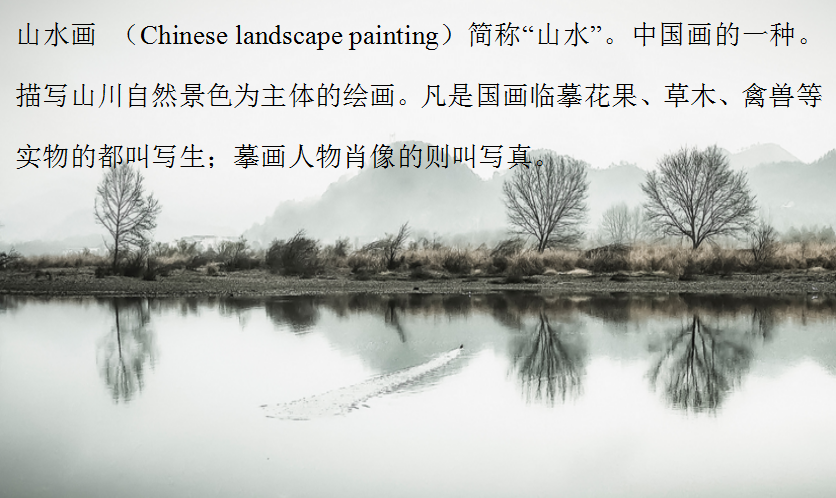 山水画 （Chinese landscape painting）简称“山水”。中国画的一种。
描写山川自然景色为主体的绘画。凡是国画临摹花果、草木、禽兽等
实物的都叫写生；摹画人物肖像的则叫写真。